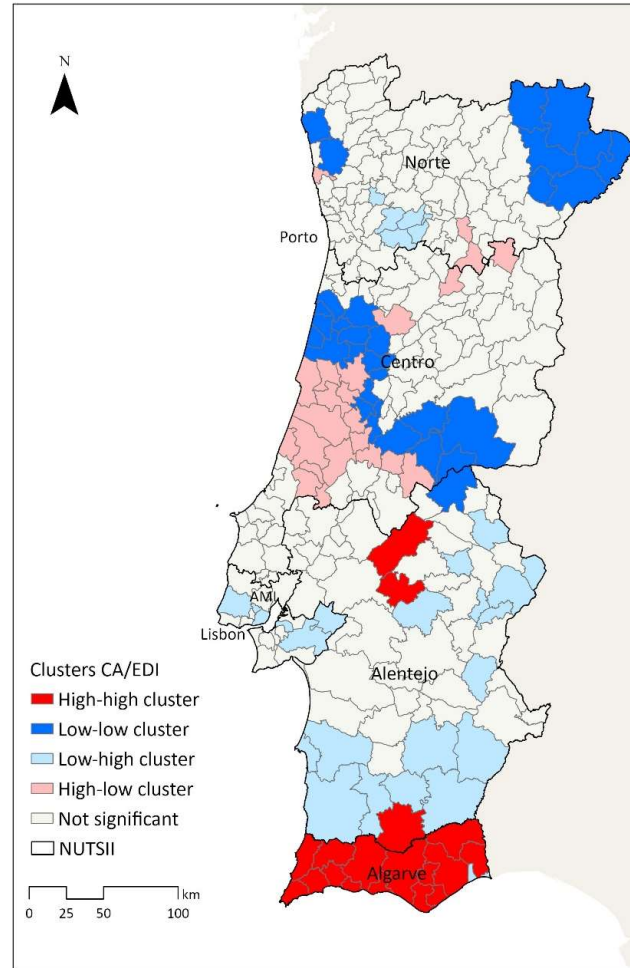 N
Norte
Porto
Centro
AML
Lisbon
Alentejo
Clusters CA/EDI
High-high cluster
Low-low cluster
Low-high cluster
High-low cluster
Not significant
NUTSII
Algarve
km
0 25 50 100